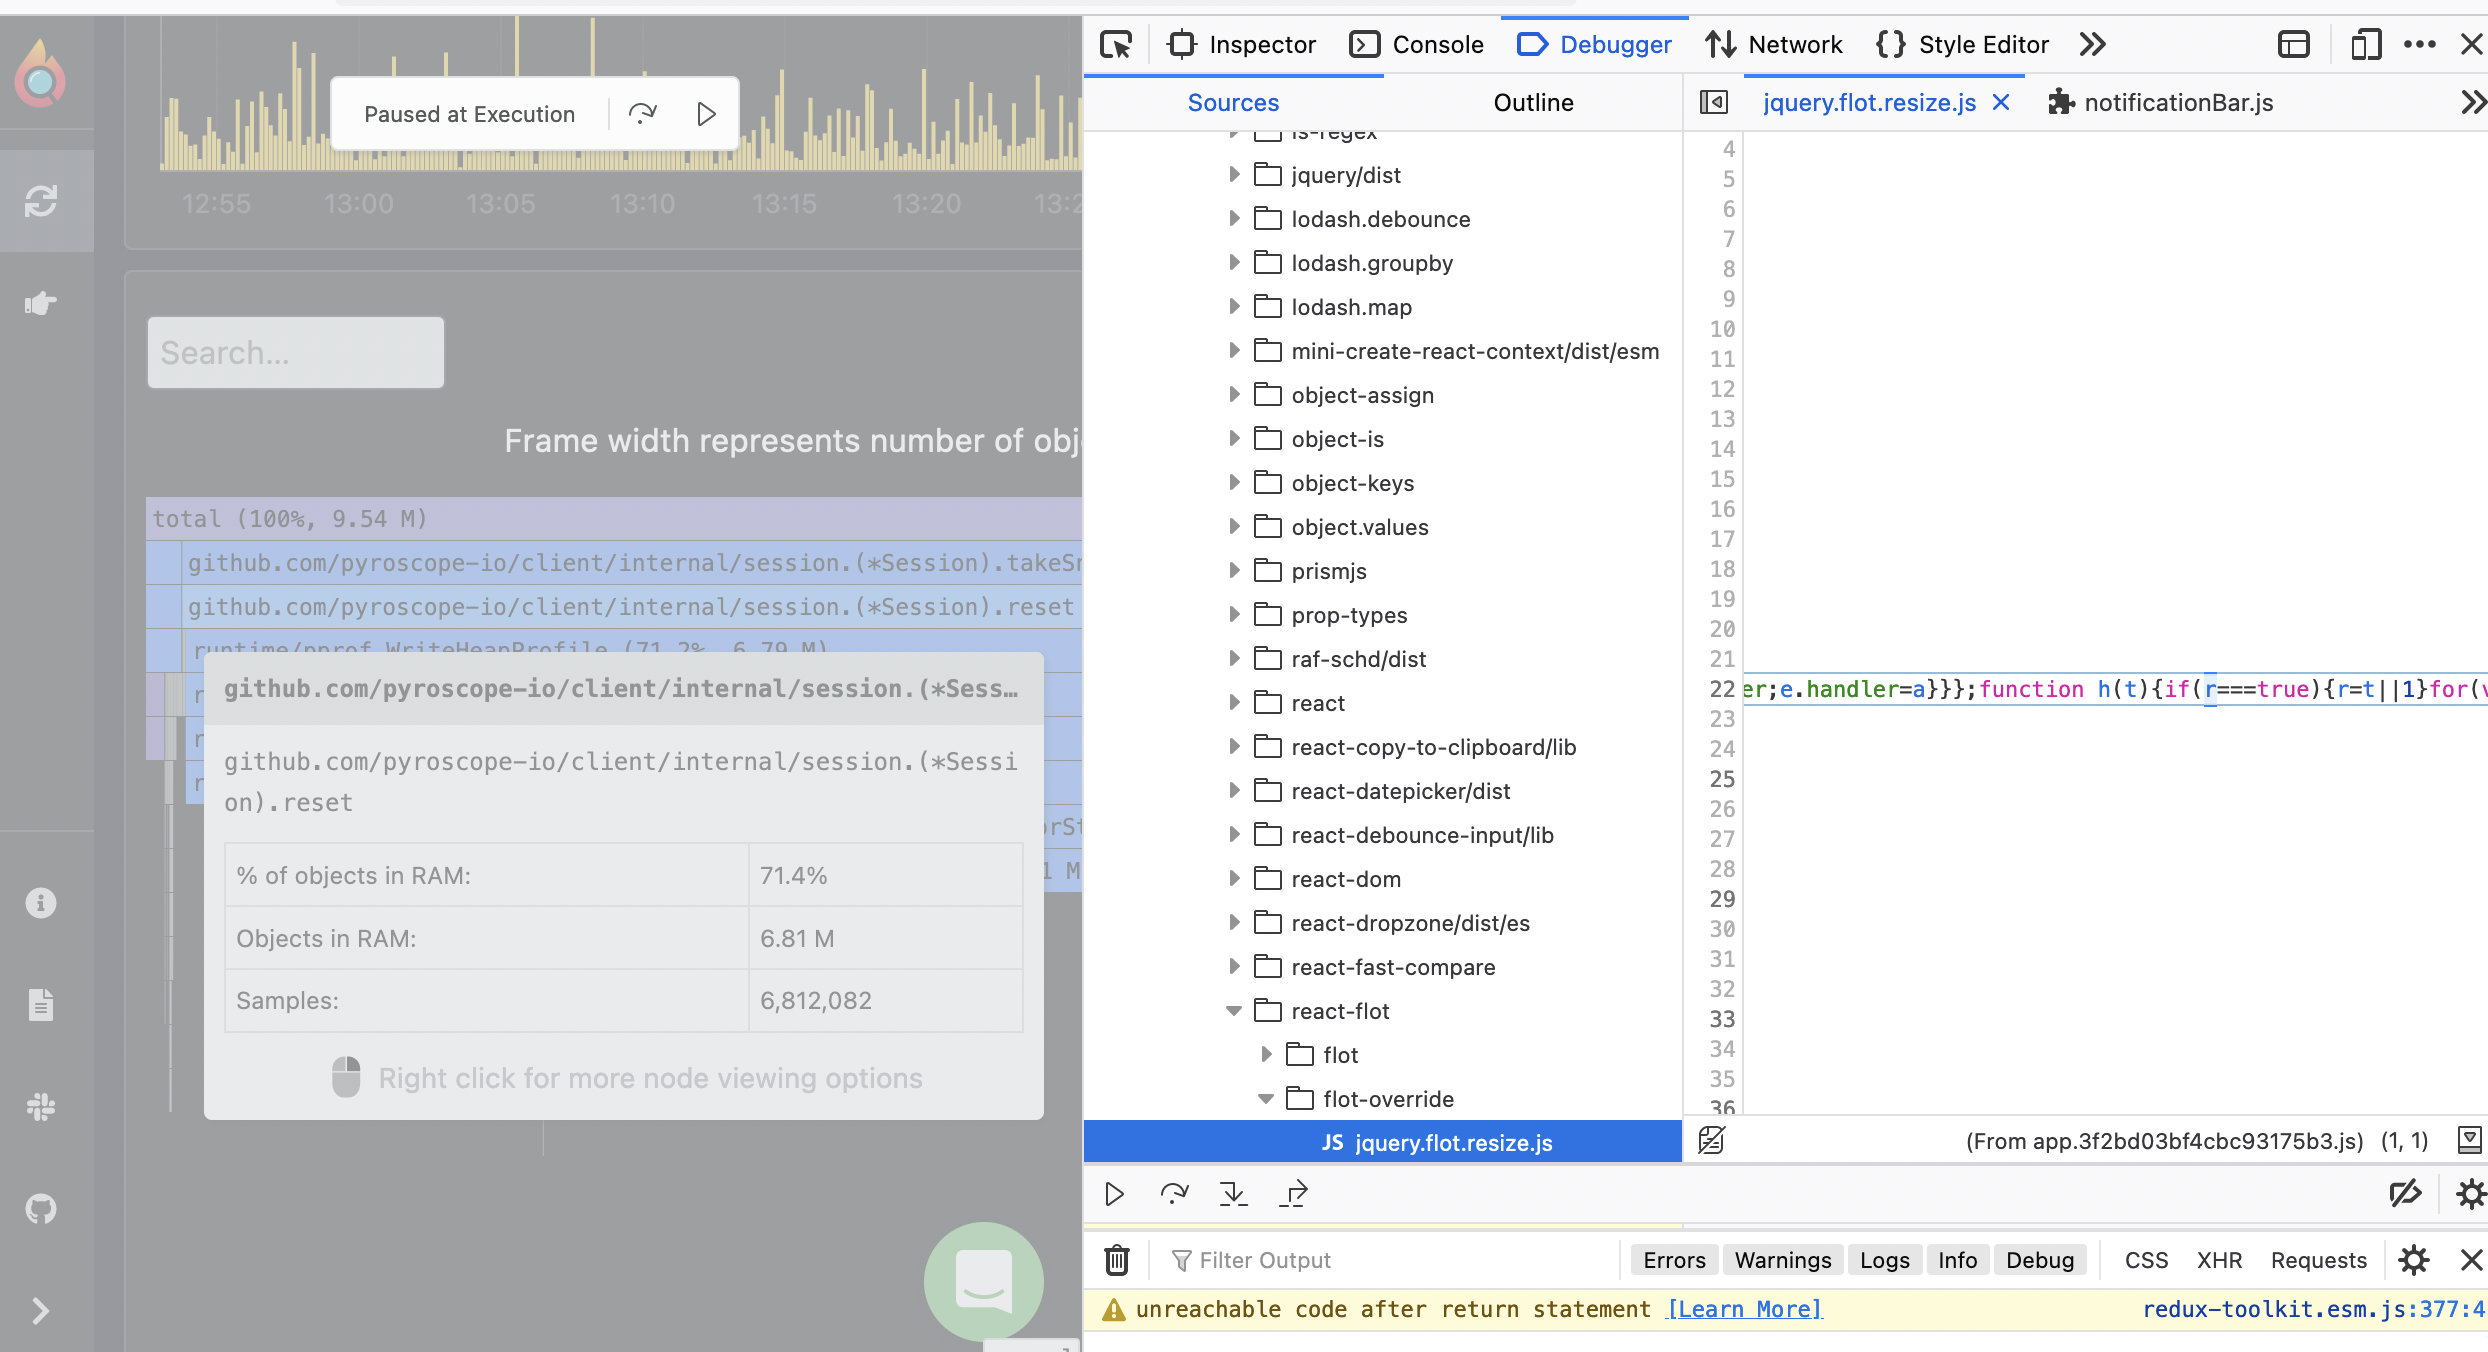 Paused at Execution
12:55 13:00 13:05 13:10 13:15 13:20
Search...
Frame width represents number of obj
total (100%, 9.54 M)
github.com/pyroscope-io/client/internal/session.(*Session).takeS
github.com/pyroscope-io/client/internal/session.(*Session).reset
runtime/pprof.WriteHeapProfile (71.2%, 6.79 M)
github.com/pyroscope-io/client/internal/session.(*Sess…
github.com/pyroscope-io/client/internal/session.(*Sessi
on).reset
% of objects in RAM: 71.4%
Objects in RAM: 6.81 M
Samples: 6,812,082
Right click for more node viewing options
Inspector Console Debugger Network Style Editor
Sources Outline
jquery.flot.resize.js notificationBar.js
is-regex
jquery/dist
lodash.debounce
lodash.groupby
lodash.map
mini-create-react-context/dist/esm
object-assign
object-is
object-keys
object.values
prismjs
prop-types
raf-schd/dist
react
react-copy-to-clipboard/lib
react-datepicker/dist
react-debounce-input/lib
react-dom
react-dropzone/dist/es
react-fast-compare
react-flot
flot
flot-override
JS jquery.flot.resize.js
4
5
6
7
8
9
10
11
12
13
14
15
16
17
18
19
20
21
22 er;e.handler=a}}};function h(t){if(r===true){r=t||1}for(v
23
24
25
26
27
28
29
30
31
32
33
34
35
36
(From app.3f2bd03bf4cbc93175b3.js) (1, 1)
Filter Output Errors Warnings Logs Info Debug CSS XHR Requests
unreachable code after return statement [Learn More] redux-toolkit.esm.js:377:4